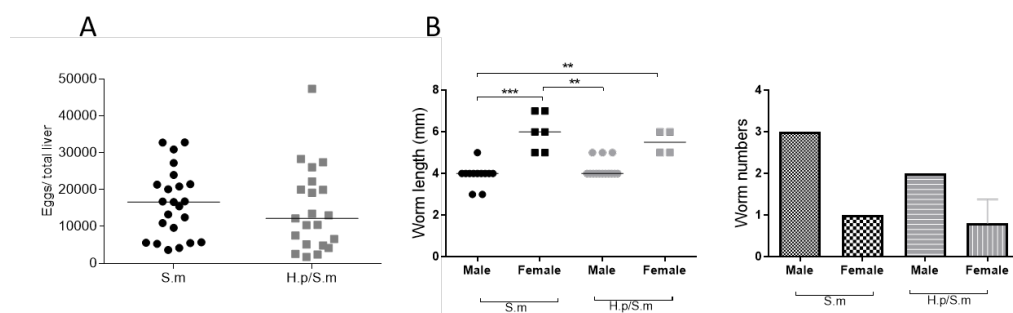 A
B
50000
40000
30000
20000
10000
0
Eggs/ total liver
S.m
H.p/S.m
8
6
4
2
0
Worm length (mm)
**
***
**
Male
Female
Male
Female
S.m
H.p/S.m
4
3
2
1
0
Worm numbers
Male
Female
Male
Female
S.m
H.p/S.m